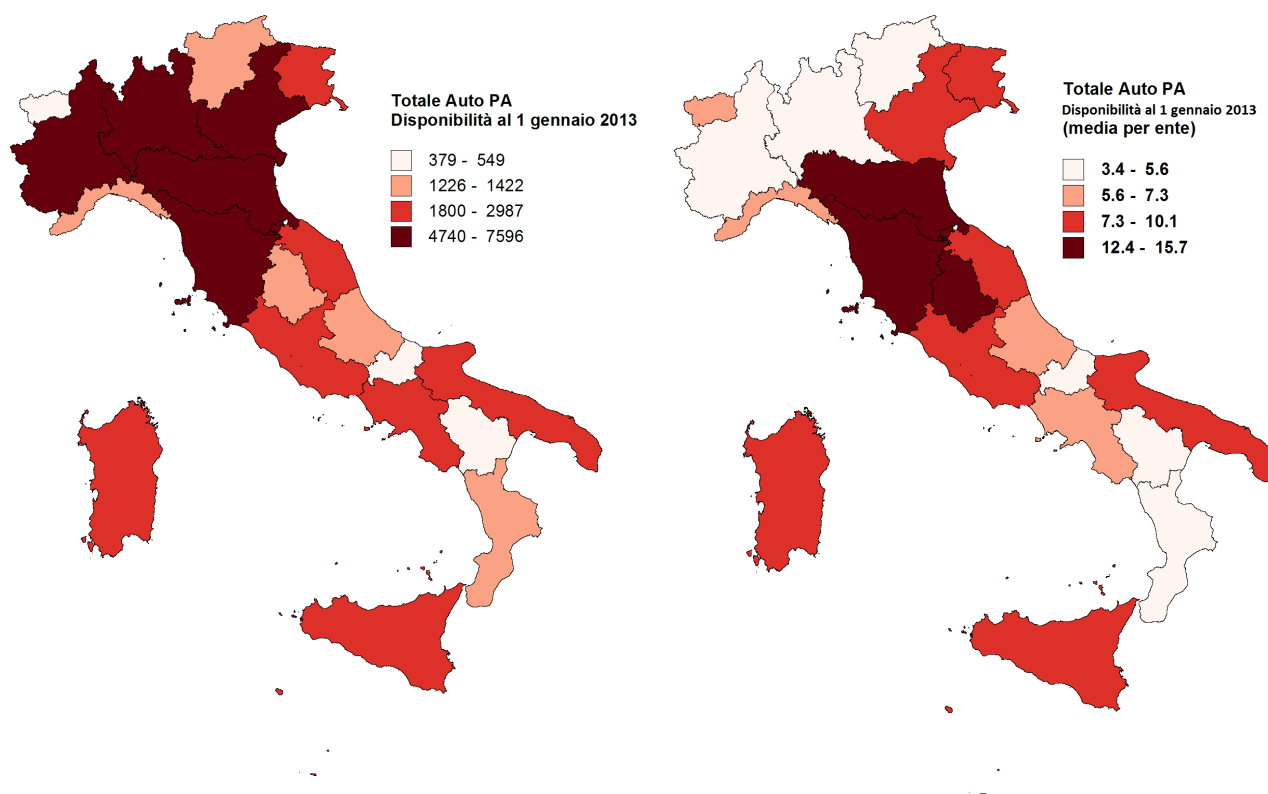 Totale Auto PA
Disponibilità al 1 gennaio 2013
379 - 549
1226 - 1422
1800 - 2987
4740 - 7596
Totale Auto PA
Disponibilità al 1 gennaio 2013
(media per ente)
3.4 - 5.6
5.6 - 7.3
7.3 - 10.1
12.4 - 15.7